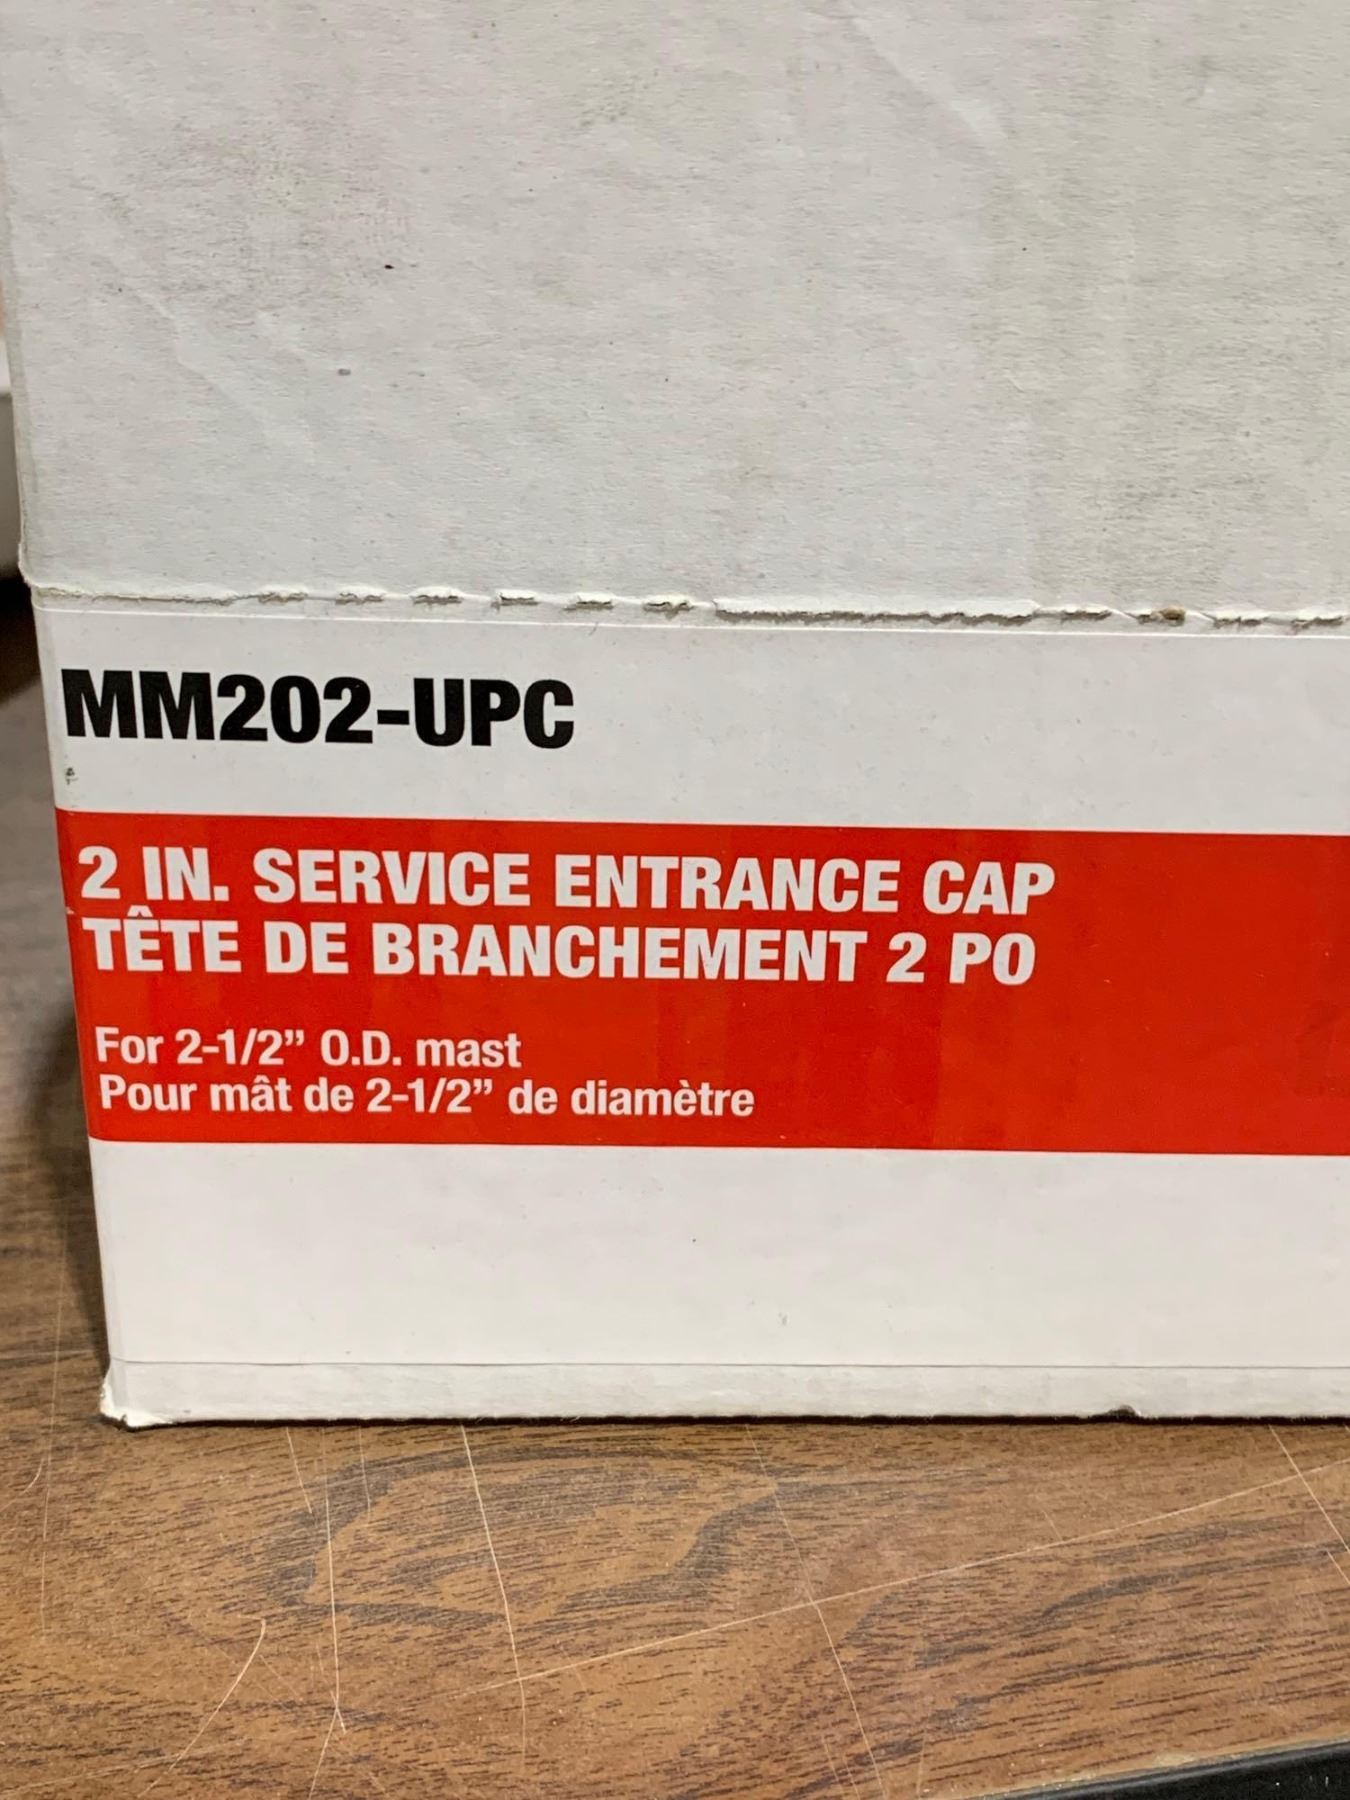 MM202-UPC
2 IN. SERVICE ENTRANCE CAP
TÊTE DE BRANCHEMENT 2 PO
For 2-1/2” O.D. mast
Pour mât de 2-1/2” de diamètre